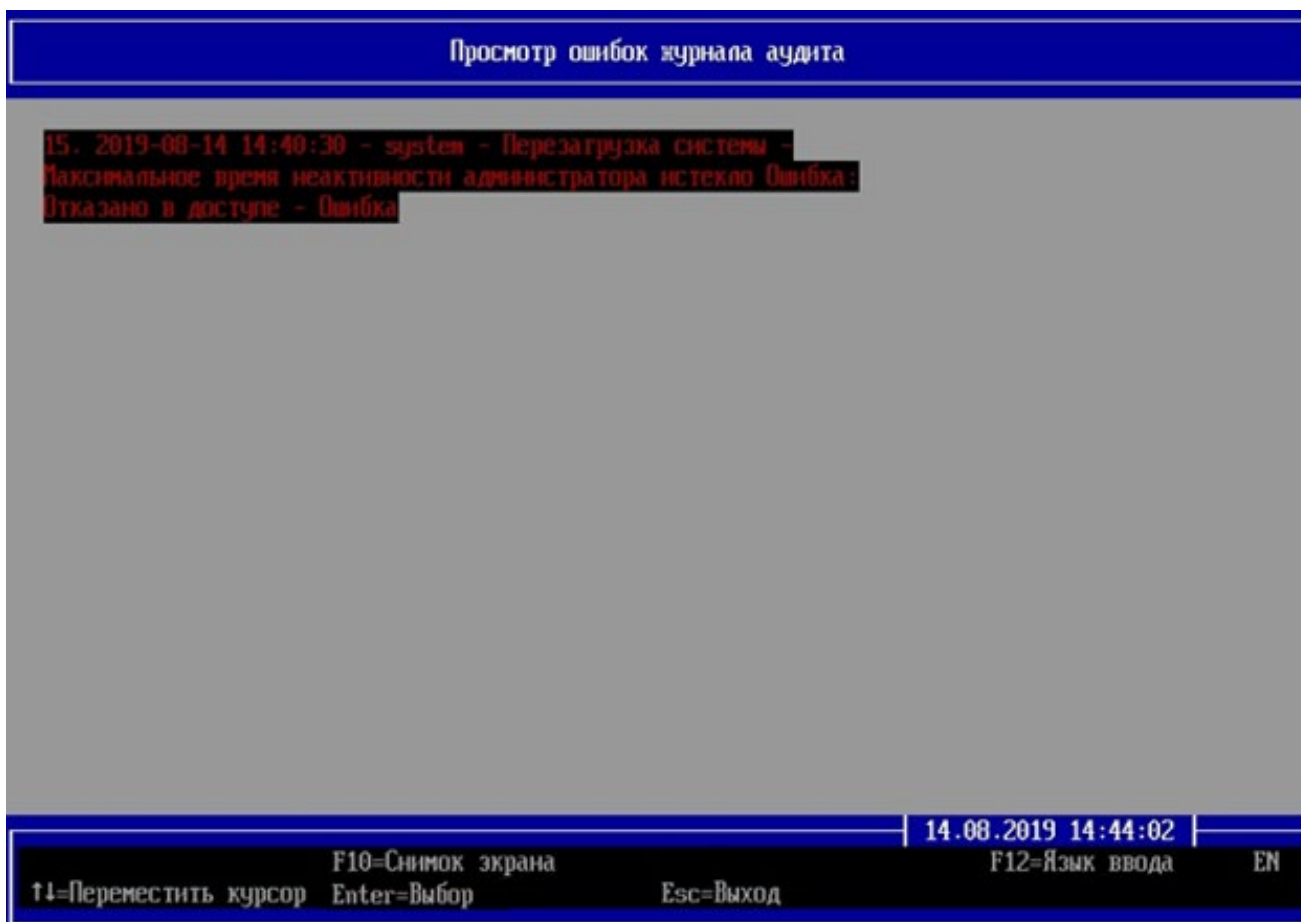 Просмотр ошибок журнала аудита
15. 2019-08-14 14:40:30 - system - Перезагрузка системы -
Максимальное время неактивности администратора истекло Ошибка:
Отказано в доступе - Ошибка
14.08.2019 14:44:02
F10=Снимок экрана F12=Язык ввода EN
↑↓=Переместить курсор Enter=Выбор Esc=Выход